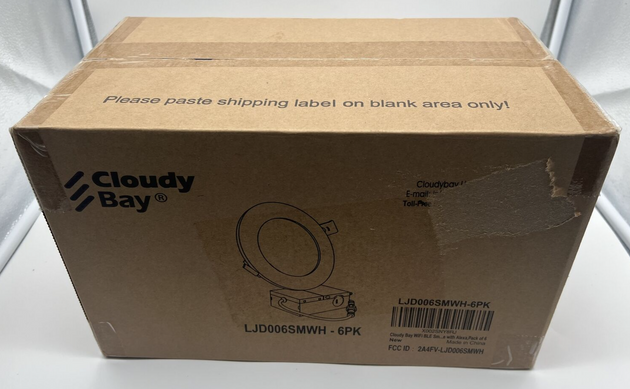 Please paste shipping label on blank area only!
Cloudy
Bay®
Cloudybay
E-mail:
Toll-Free
LJD006SMWH - 6PK
LJD006SMWH-6PK
Made in China
FCC ID 2A4FV-LJD006SMWH